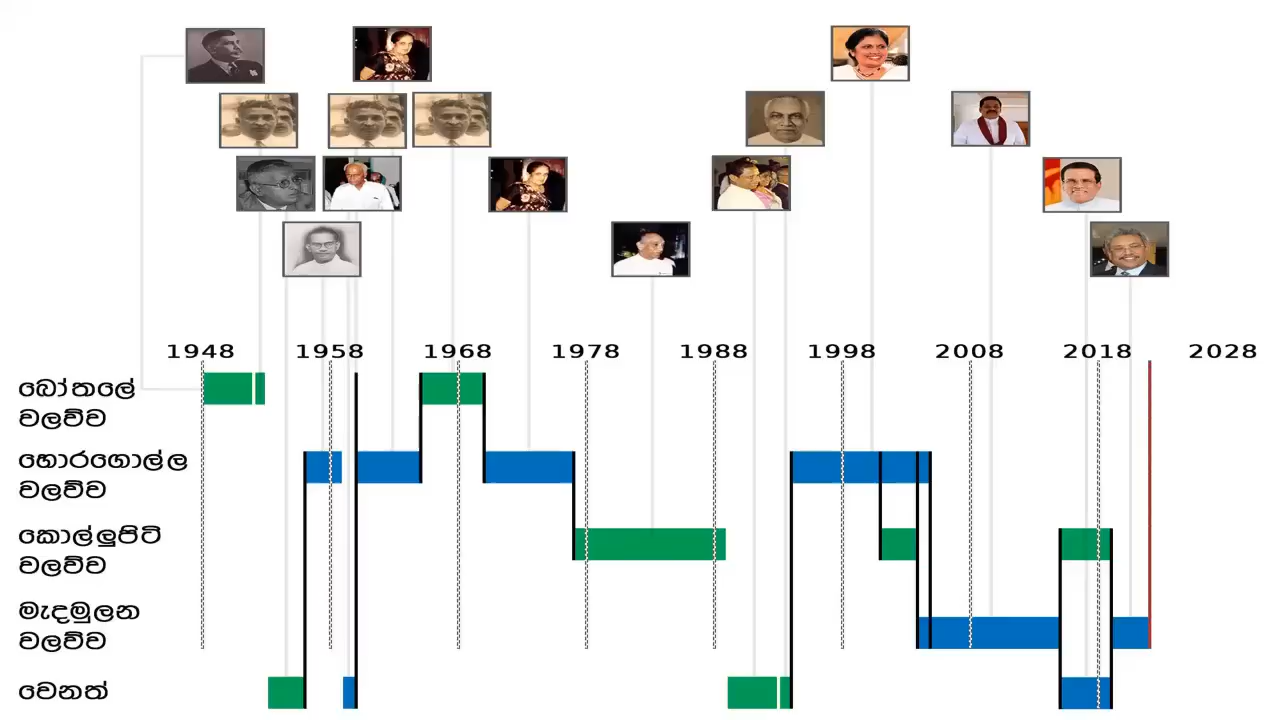 1948 1958 1968 1978 1988 1998 2008 2018 2028
බෝතලේ
වලව්ව
හොරගොල්ල
වලව්ව
කොල්ලුපිටි
වලව්ව
මැදමුලන
වලව්ව
වෙනත්